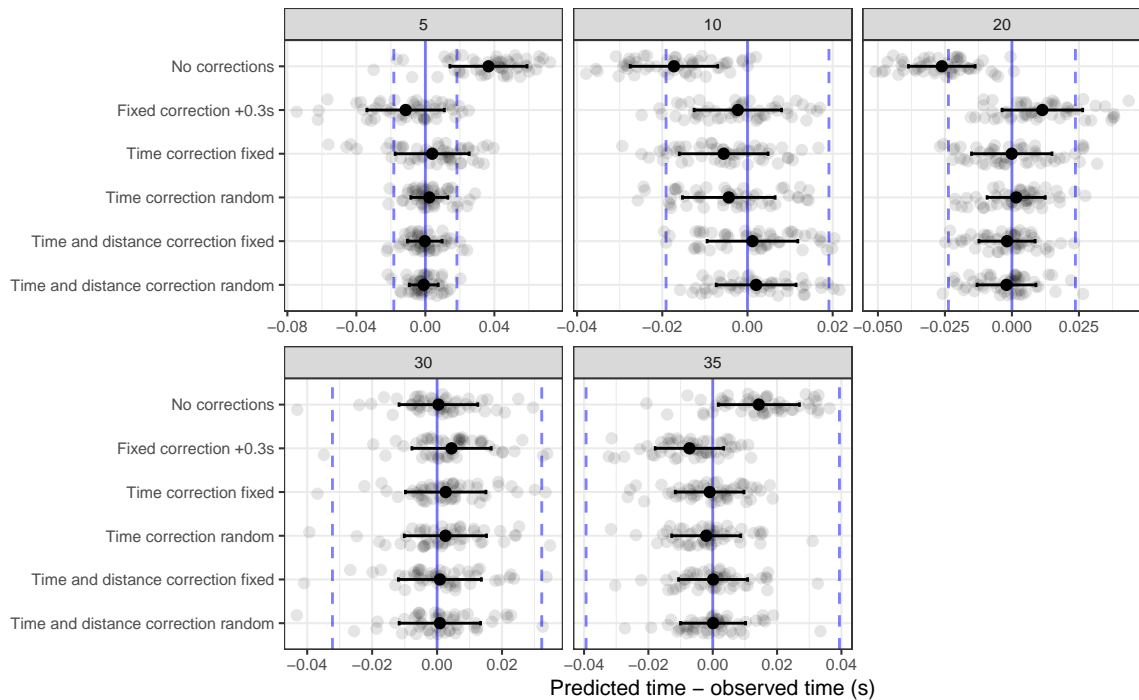 5 10 20
No corrections
Fixed correction +0.3s
Time correction fixed
Time correction random
Time and distance correction fixed
Time and distance correction random
−0.08 −0.04 0.00 0.04 −0.04 −0.02 0.00 0.02 −0.050 −0.025 0.000 0.025
30 35
No corrections
Fixed correction +0.3s
Time correction fixed
Time correction random
Time and distance correction fixed
Time and distance correction random
−0.04 −0.02 0.00 0.02 −0.04 −0.02 0.00 0.02 0.04
Predicted time − observed time (s)